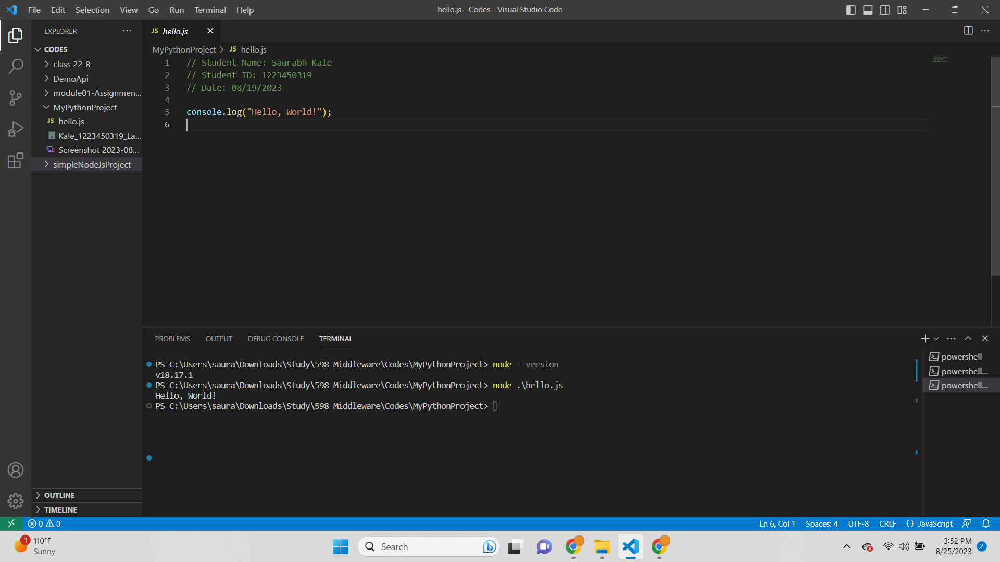 File Edit Selection View Go Run Terminal Help
hello.js - Codes - Visual Studio Code
EXPLORER
JS hello.js
CODES
MyPythonProject > JS hello.js
class 22-8
DemoApi
module01-Assignmen...
MyPythonProject
JS hello.js
Kale_1223450319_La...
Screenshot 2023-08...
simpleNodeJsProject
1 // Student Name: Saurabh Kale
2 // Student ID: 1223450319
3 // Date: 08/19/2023
4
5 console.log("Hello, World!");
6
PROBLEMS OUTPUT DEBUG CONSOLE TERMINAL
PS C:\Users\saura\Downloads\Study\598 Middleware\Codes\MyPythonProject> node --version
v18.17.1
PS C:\Users\saura\Downloads\Study\598 Middleware\Codes\MyPythonProject> node .\hello.js
Hello, World!
PS C:\Users\saura\Downloads\Study\598 Middleware\Codes\MyPythonProject>
powershell
powershell...
powershell...
OUTLINE
TIMELINE
0 0
Ln 6, Col 1 Spaces: 4 UTF-8 CRLF {} JavaScript
1 110°F
Sunny
Search
3:52 PM
8/25/2023
2